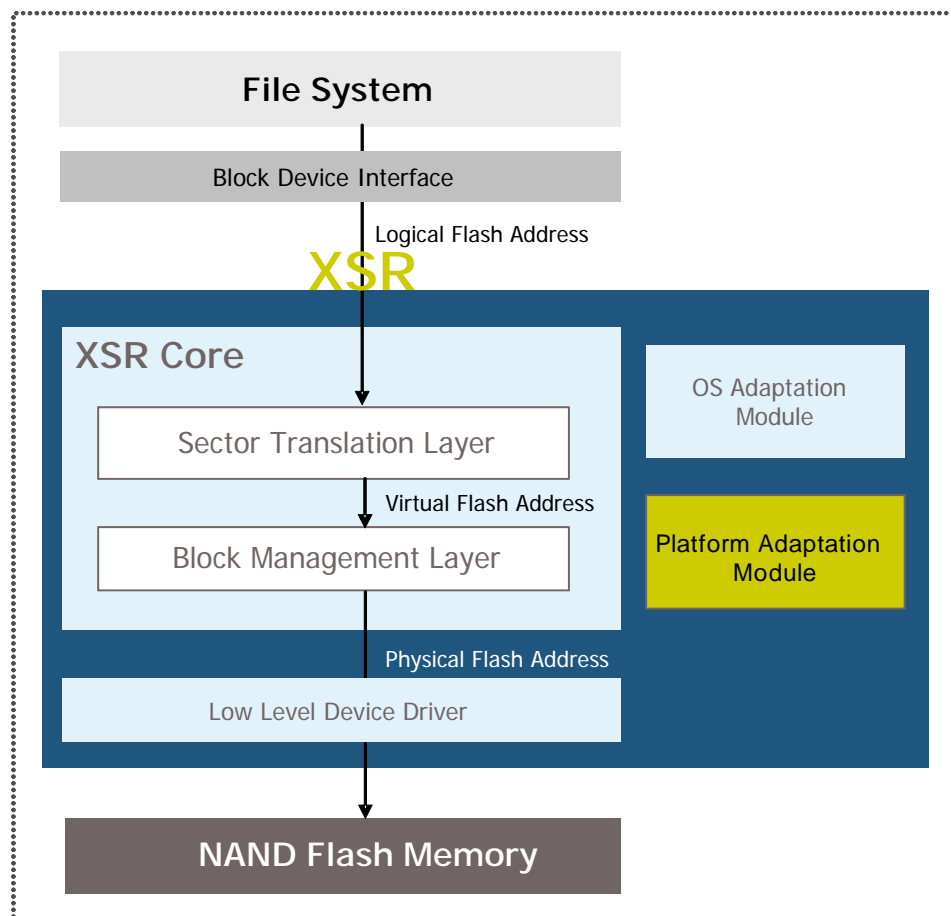 File System
Block Device Interface
Logical Flash Address
XSR
XSR Core
OS Adaptation
Module
Sector Translation Layer
Virtual Flash Address
Platform Adaptation
Module
Block Management Layer
Physical Flash Address
Low Level Device Driver
NAND Flash Memory